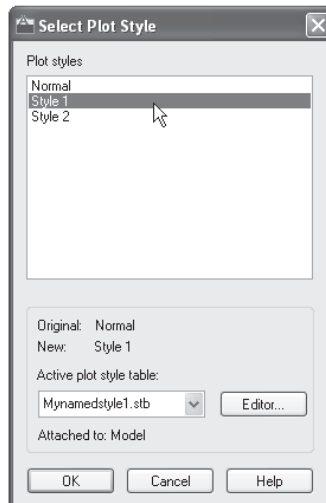 Select Plot Style
Plot styles
Normal
Style 1
Style 2
Original: Normal
New: Style 1
Active plot style table:
Mynamedstyle1.stb
Editor...
Attached to: Model
OK Cancel Help